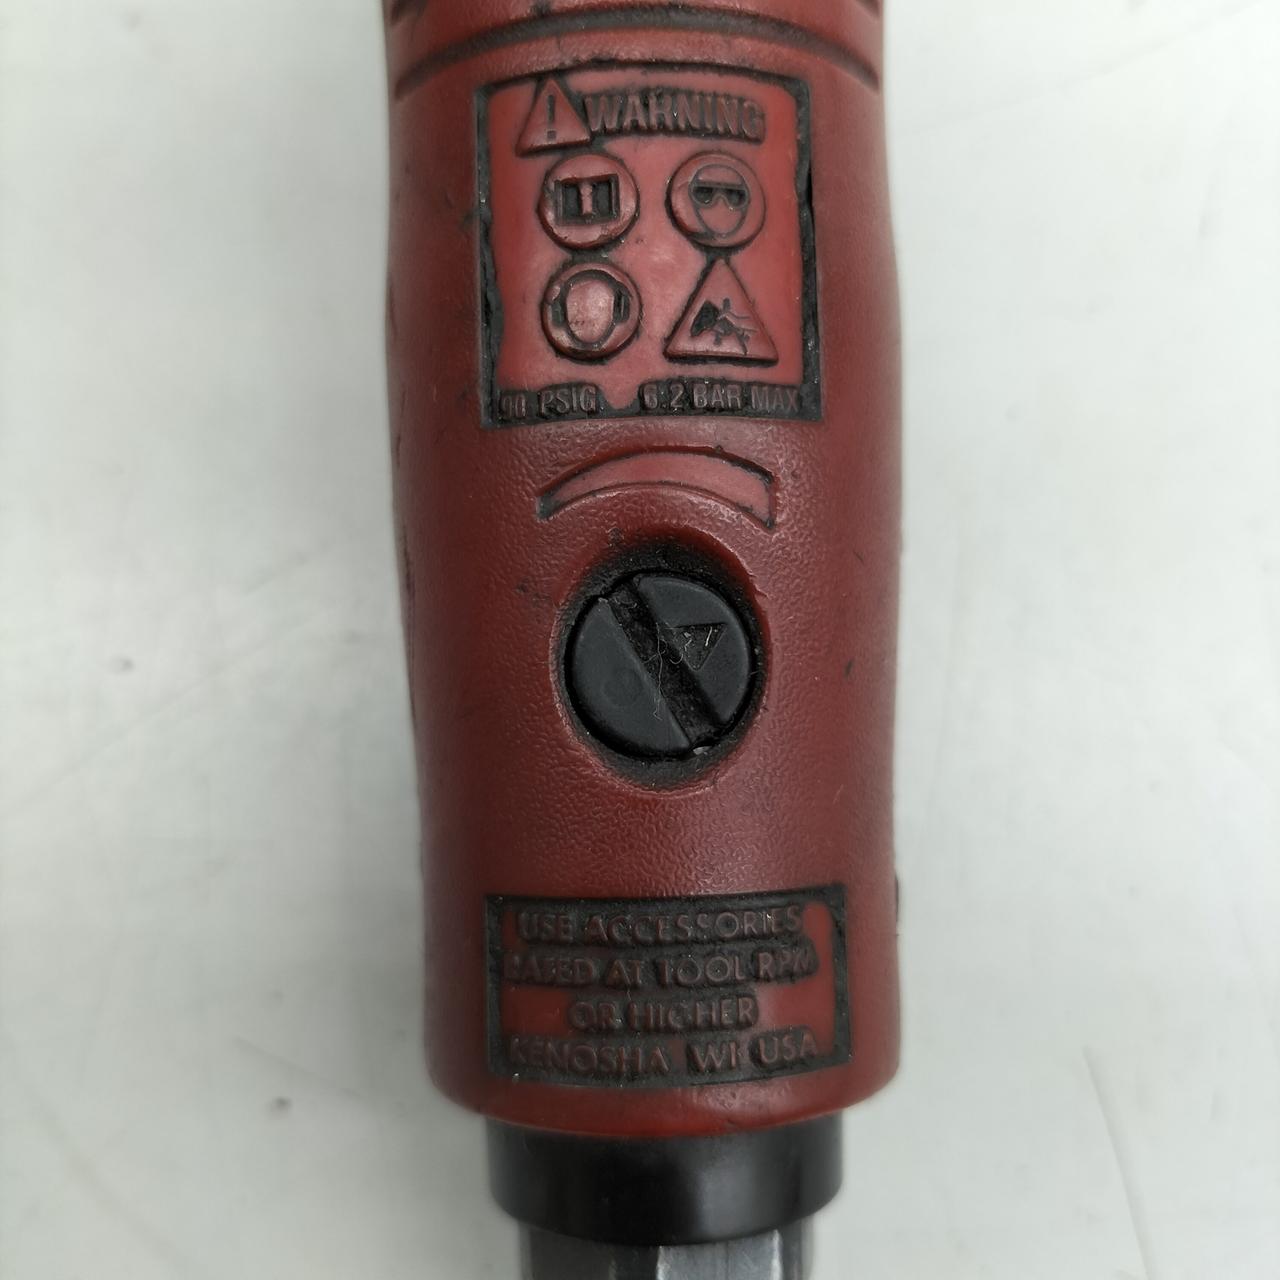 WARNING
90 PSIG 6.2 BAR MAX
USE ACCESSORIES
RATED AT TOOL RPM
OR HIGHER
KENOSHA WI USA